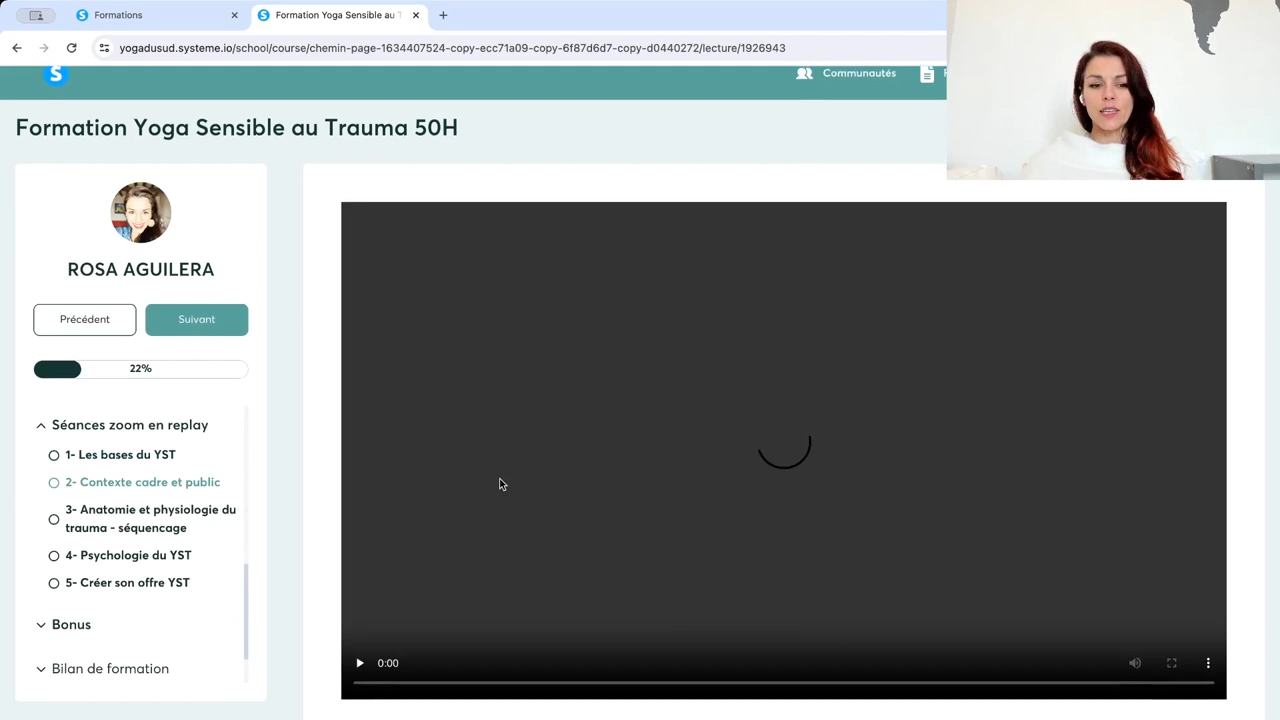 Formations
Formation Yoga Sensible au T
yogadusud.systeme.io/school/course/chemin-page-1634407524-copy-ecc71a09-copy-6f87d6d7-copy-d0440272/lecture/1926943
S
Communautés
Formation Yoga Sensible au Trauma 50H
ROSA AGUILERA
Précédent
Suivant
22%
Séances zoom en replay
1- Les bases du YST
2- Contexte cadre et public
3- Anatomie et physiologie du
trauma - séquencage
4- Psychologie du YST
5- Créer son offre YST
Bonus
Bilan de formation
0:00